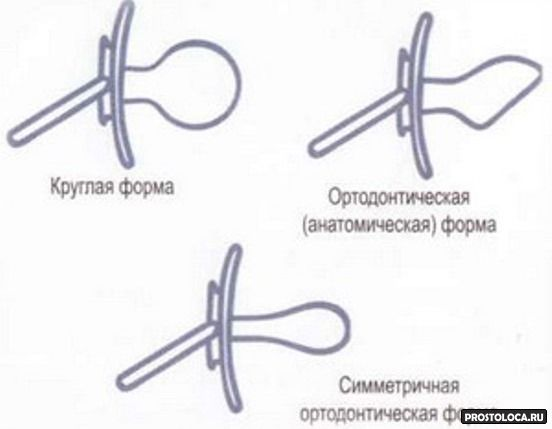 Круглая форма
Ортодонтическая
(анатомическая) форма
Симметричная
ортодонтическая
PROSTOLOCA.RU